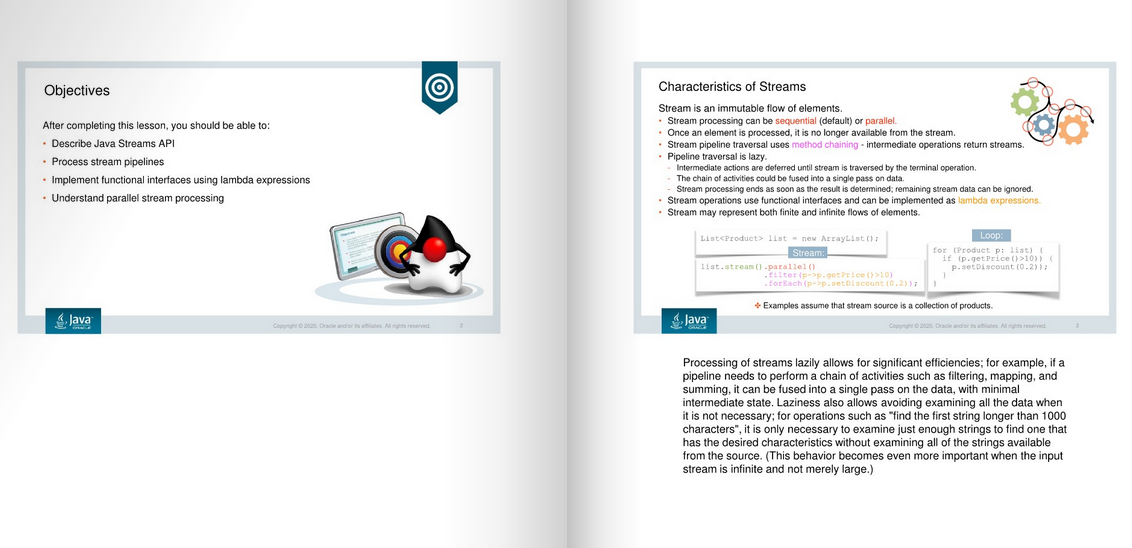 Objectives
After completing this lesson, you should be able to:
• Describe Java Streams API
• Process stream pipelines
• Implement functional interfaces using lambda expressions
• Understand parallel stream processing
Java
ORACLE
Copyright © 2020, Oracle and/or its affiliates. All rights reserved.
2
Characteristics of Streams
Stream is an immutable flow of elements.
• Stream processing can be sequential (default) or parallel.
• Once an element is processed, it is no longer available from the stream.
• Stream pipeline traversal uses method chaining - intermediate operations return streams.
• Pipeline traversal is lazy.
- Intermediate actions are deferred until stream is traversed by the terminal operation.
- The chain of activities could be fused into a single pass on data.
- Stream processing ends as soon as the result is determined; remaining stream data can be ignored.
• Stream operations use functional interfaces and can be implemented as lambda expressions.
• Stream may represent both finite and infinite flows of elements.
List<Product> list = new ArrayList();
Stream:
list.stream().parallel()
.filter(p->p.getPrice()>10)
.forEach(p->p.setDiscount(0.2));
Loop:
for (Product p: list) {
if (p.getPrice()>10)) {
p.setDiscount(0.2));
}
}
✤ Examples assume that stream source is a collection of products.
Java
ORACLE
Copyright © 2020, Oracle and/or its affiliates. All rights reserved.
3
Processing of streams lazily allows for significant efficiencies; for example, if a
pipeline needs to perform a chain of activities such as filtering, mapping, and
summing, it can be fused into a single pass on the data, with minimal
intermediate state. Laziness also allows avoiding examining all the data when
it is not necessary; for operations such as "find the first string longer than 1000
characters", it is only necessary to examine just enough strings to find one that
has the desired characteristics without examining all of the strings available
from the source. (This behavior becomes even more important when the input
stream is infinite and not merely large.)